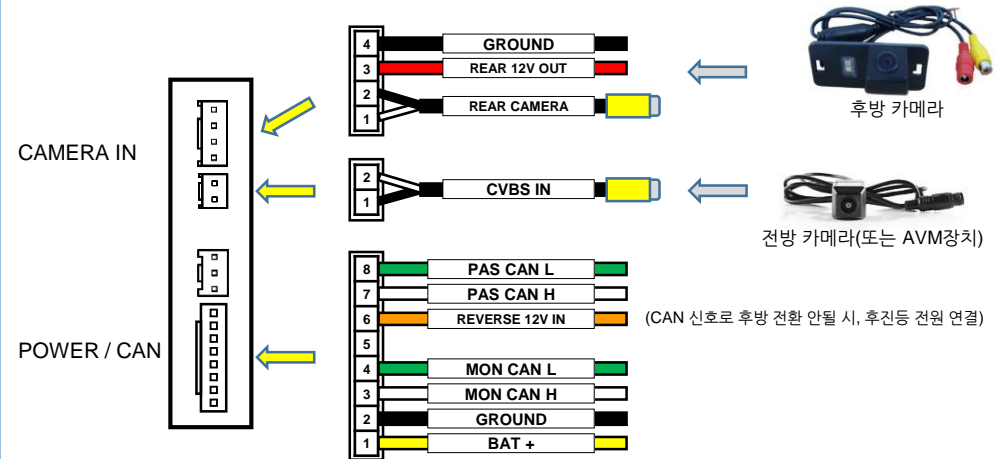 CAMERA IN
POWER / CAN
4 GROUND
3 REAR 12V OUT
2
1
REAR CAMERA
후방 카메라
2
1
CVBS IN
전방 카메라(또는 AVM장치)
8 PAS CAN L
7 PAS CAN H
6 REVERSE 12V IN (CAN 신호로 후방 전환 안될 시, 후진등 전원 연결)
5
4 MON CAN L
3 MON CAN H
2 GROUND
1 BAT +